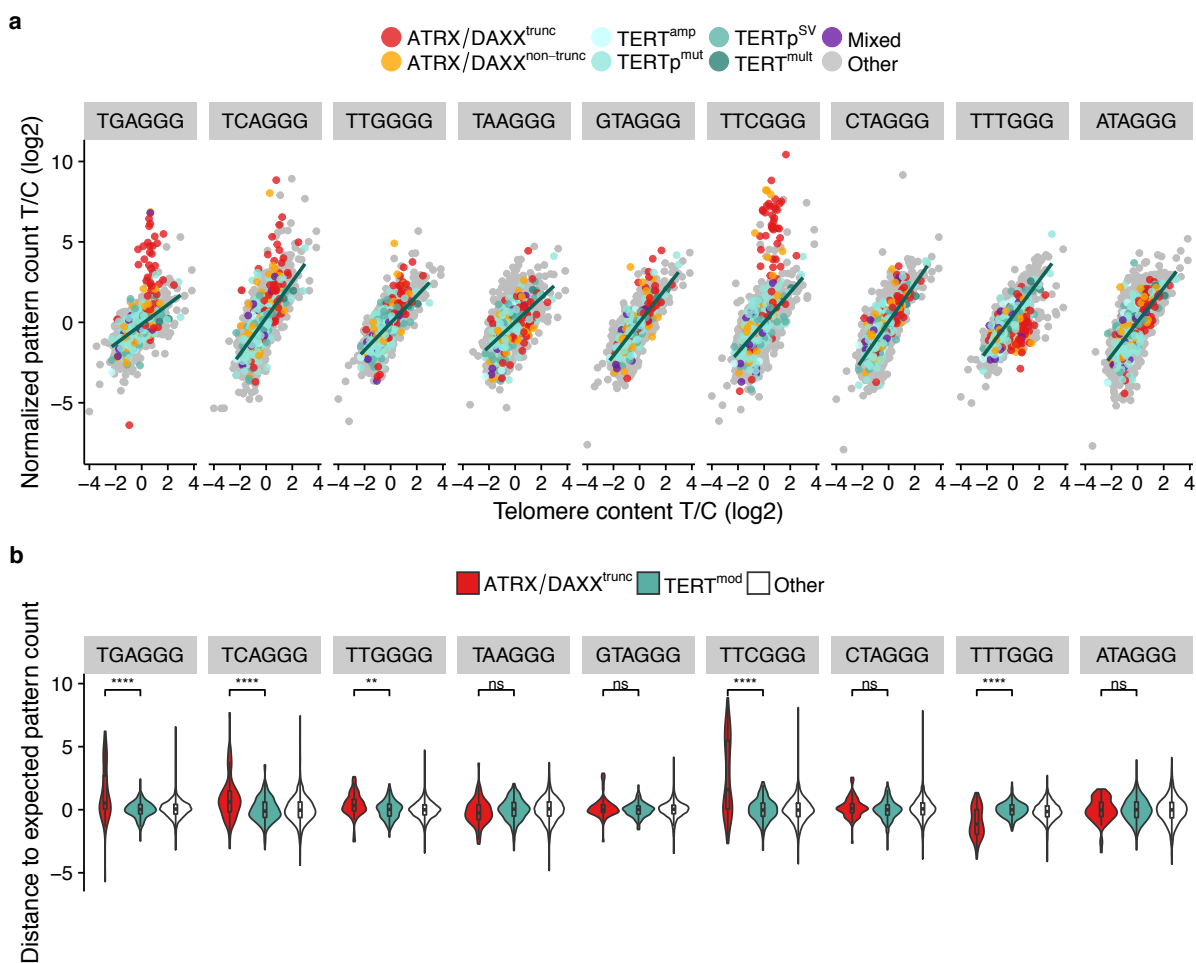 a
ATRX/DAXXtrunc TERTamp TERTpSV Mixed
ATRX/DAXXnon−trunc TERTpmut TERTmult Other
TGAGGG TCAGGG TTGGGG TAAGGG GTAGGG TTCGGG CTAGGG TTTGGG ATAGGG
Normalized pattern count T/C (log2)
10
5
0
−5
−4 −2 0 2 4 −4 −2 0 2 4 −4 −2 0 2 4 −4 −2 0 2 4 −4 −2 0 2 4 −4 −2 0 2 4 −4 −2 0 2 4 −4 −2 0 2 4 −4 −2 0 2 4
Telomere content T/C (log2)
b
ATRX/DAXXtrunc TERTmod Other
Distance to expected pattern count
TGAGGG TCAGGG TTGGGG TAAGGG GTAGGG TTCGGG CTAGGG TTTGGG ATAGGG
**** **** ** ns ns **** ns **** ns
10
5
0
−5